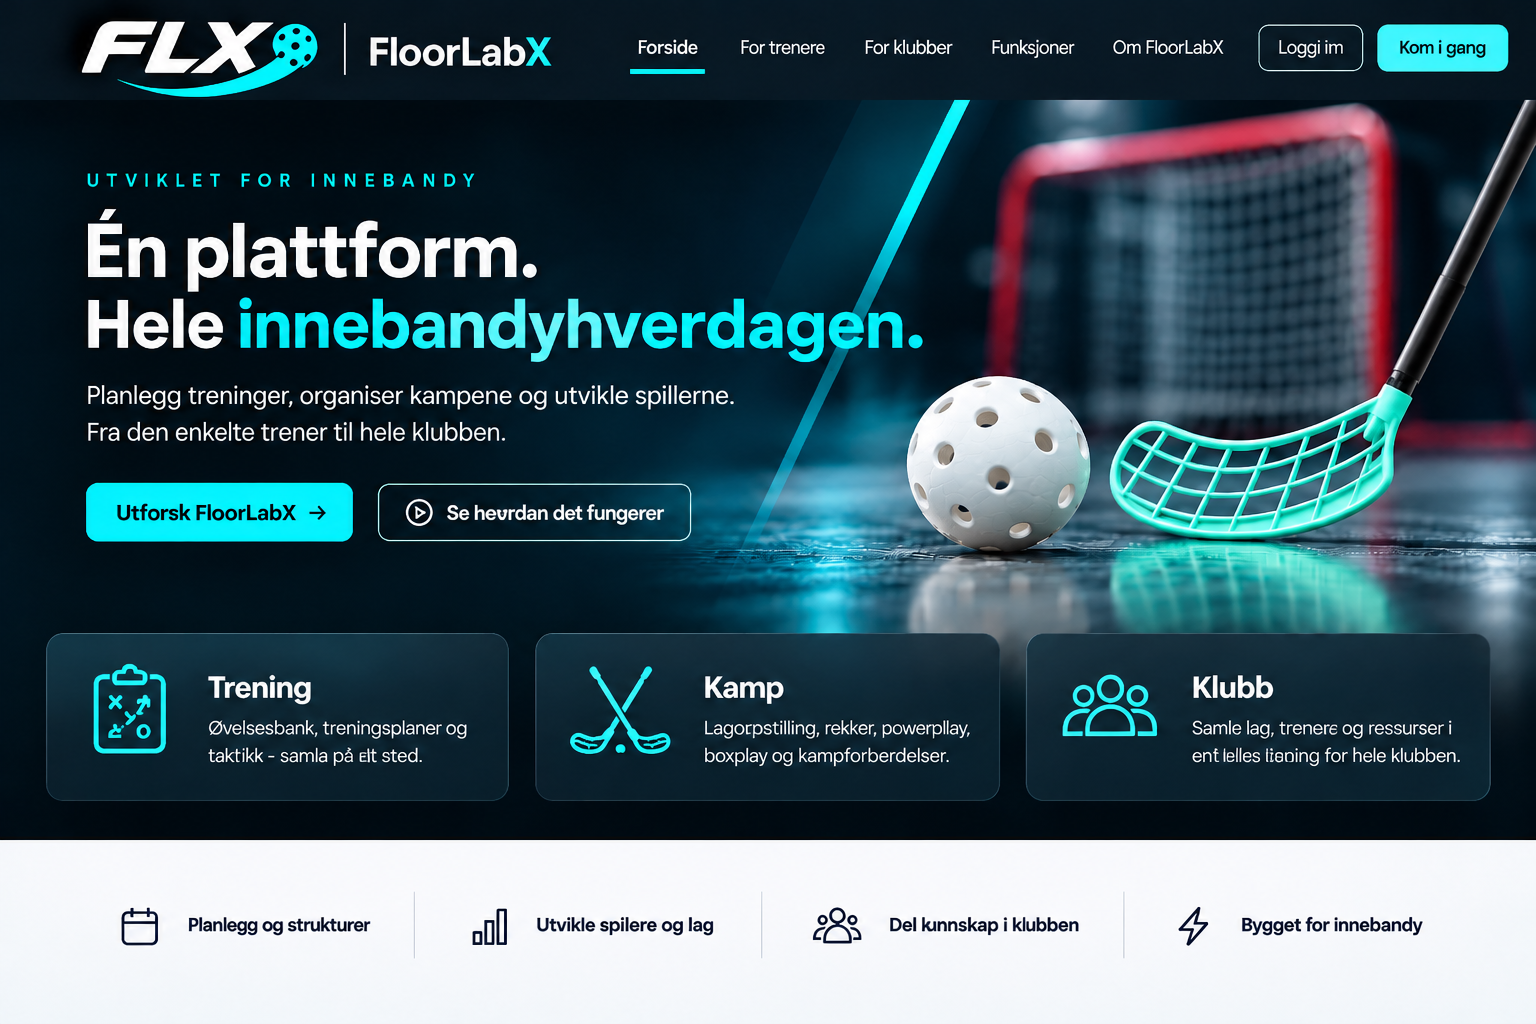 FLX
FloorLabX
Forside
For trenere
For klubber
Funksjoner
Om FloorLabX
Loggi im
Kom i gang
UTVIKLET FOR INNEBANDY
Én plattform.
Hele innebandyhverdagen.
Planlegg treninger, organiser kampene og utvikle spillerne.
Fra den enkelte trener til hele klubben.
Utforsk FloorLabX →
Se hevrdan det fungerer
Trening
Øvelsesbank, treningsplaner og
taktikk - samla på sted.
Kamp
Lagorpstilling, rekker, powerpllay,
boxplay og kampforberdelser.
Klubb
Samle lag, trenere og ressurser i
for hele klubben.
Planlegg og strukturer
Utvikle spilere og lag
Del kunnskap i klubben
Bygget for innebandy